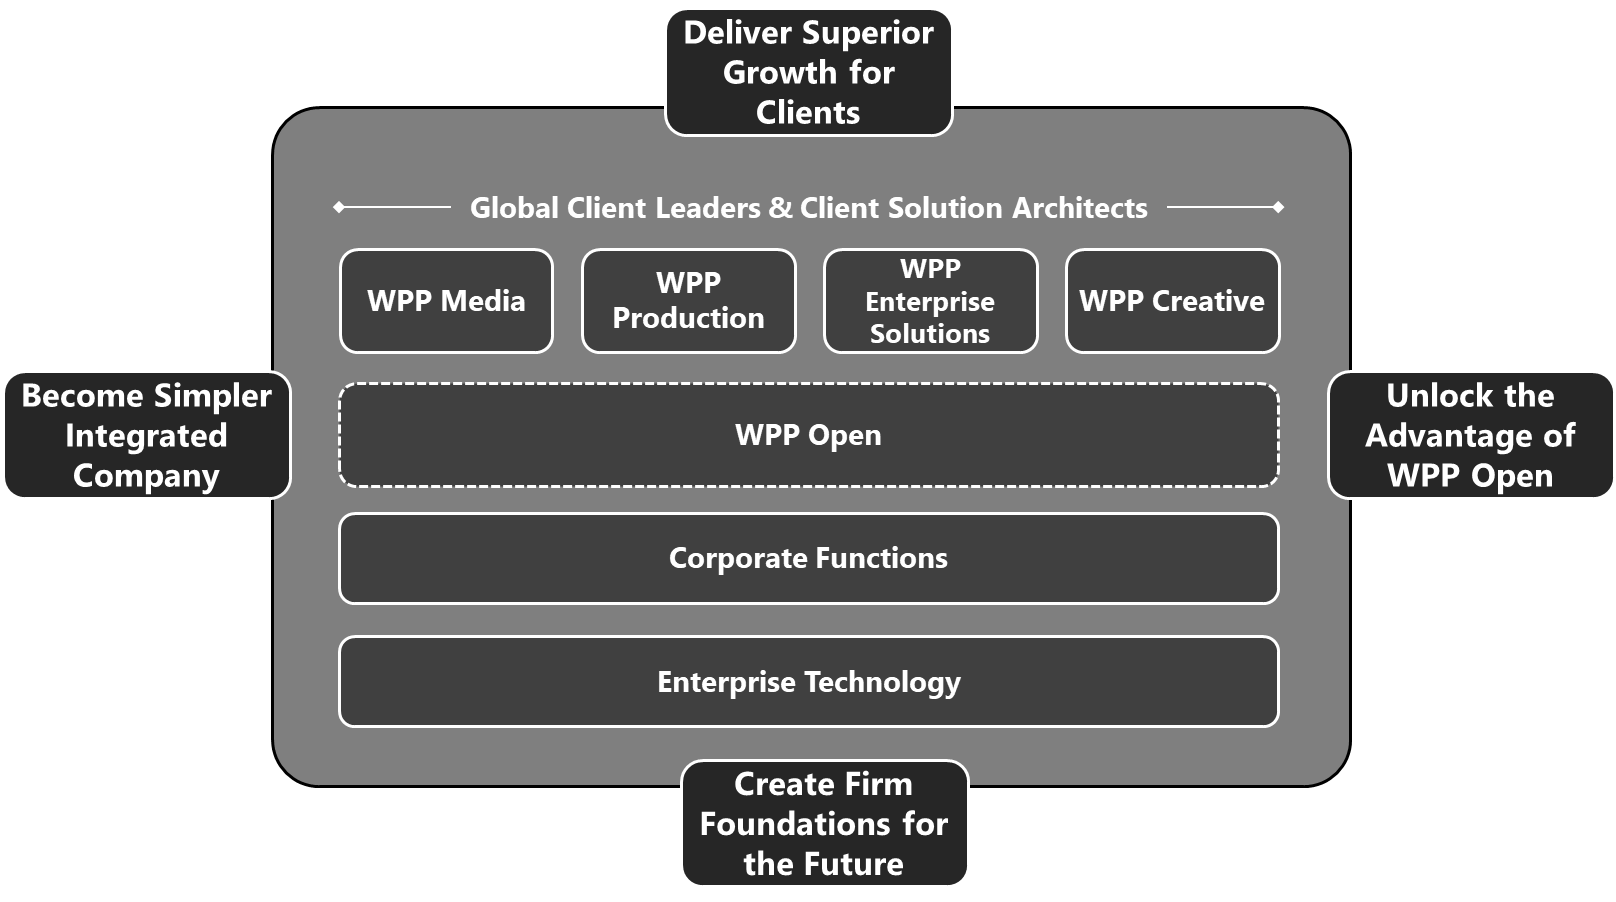 Deliver Superior
Growth for
Clients
Global Client Leaders & Client Solution Architects
WPP Media
WPP
Production
WPP
Enterprise
Solutions
WPP Creative
Become Simpler
Integrated
Company
WPP Open
Unlock the
Advantage of
WPP Open
Corporate Functions
Enterprise Technology
Create Firm
Foundations for
the Future